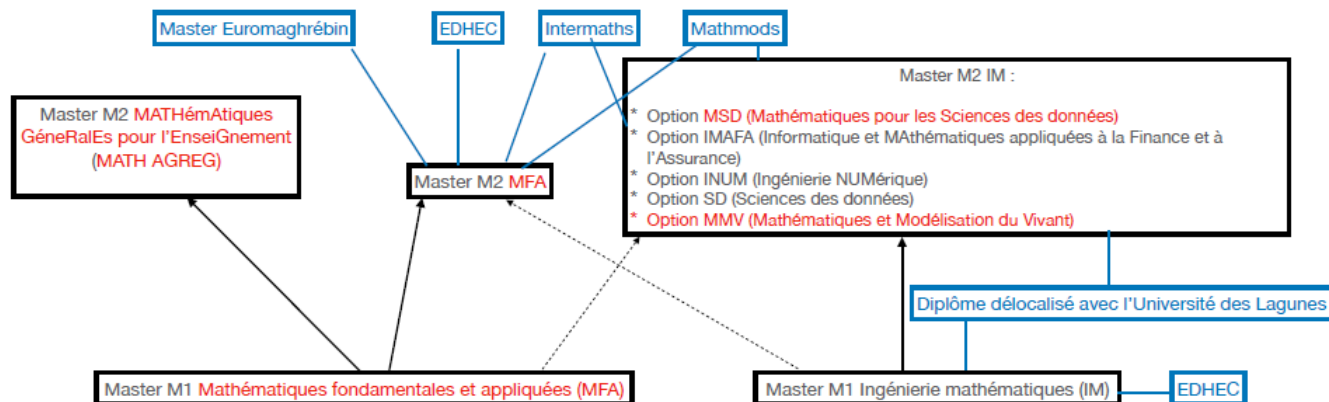 Master Euromaghrébin
EDHEC
Intermaths
Mathmods
Master M2 MATHémAtiques
GéneRalEs pour l'EnseiGnement
(MATH AGREG)
Master M2 MFA
Master M2 IM :
* Option MSD (Mathématiques pour les Sciences des données)
* Option IMAFA (Informatique et MAthématiques appliquées à la Finance et à
l'Assurance)
* Option INUM (Ingénierie NUMérique)
* Option SD (Sciences des données)
* Option MMV (Mathématiques et Modélisation du Vivant)
Diplôme délocalisé avec l'Université des Lagunes
Master M1 Mathématiques fondamentales et appliquées (MFA)
Master M1 Ingénierie mathématiques (IM)
EDHEC